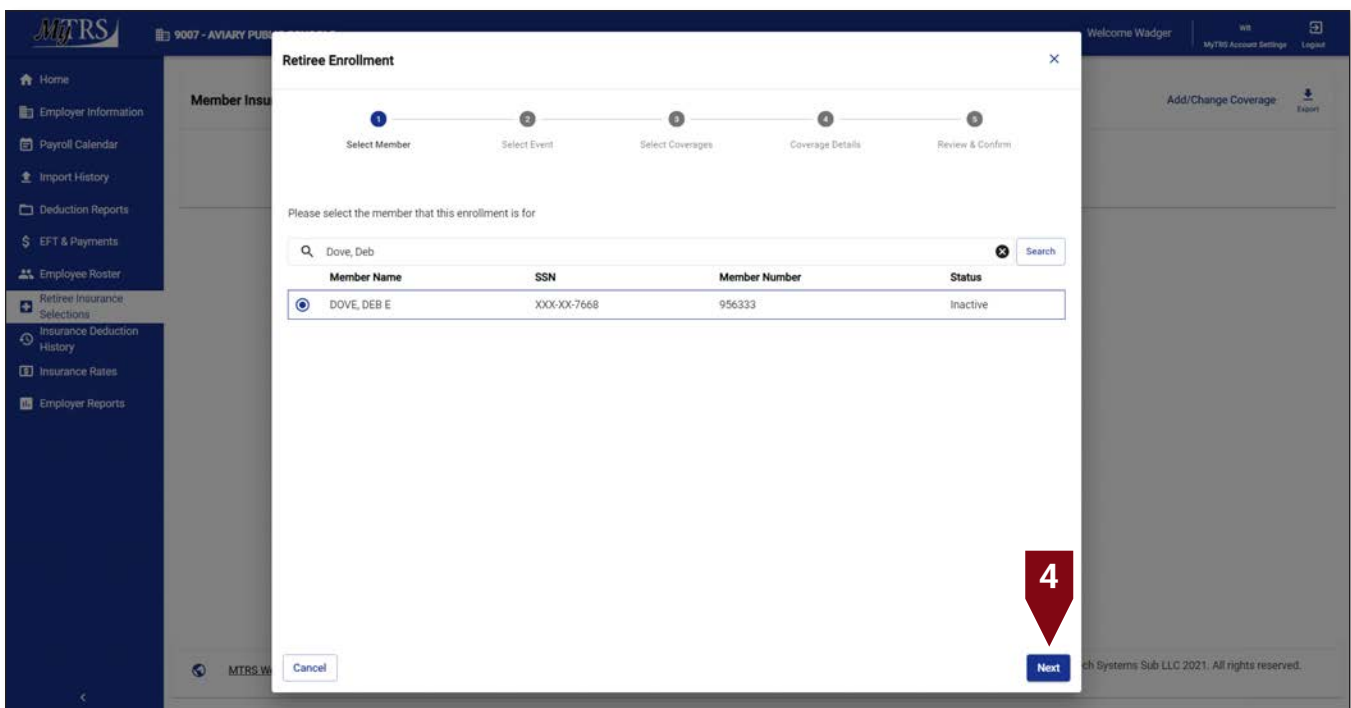 MyTRS
9007 - AVIARY PUBL
Welcome Wadger
WB
MyTRS Account Settings
Logout
Home
Employer Information
Payroll Calendar
Import History
Deduction Reports
EFT & Payments
Employee Roster
Retiree Insurance
Selections
Insurance Deduction
History
Insurance Rates
Employer Reports
Member Insu
Add/Change Coverage
Export
Retiree Enrollment
1
2
3
4
5
Select Member
Select Event
Select Coverages
Coverage Details
Review & Confirm
Please select the member that this enrollment is for
Dove, Deb
Search
Member Name SSN Member Number Status
DOVE, DEB E XXX-XX-7668 956333 Inactive
4
Cancel
Next
MTRS W
ch Systems Sub LLC 2021. All rights reserved.